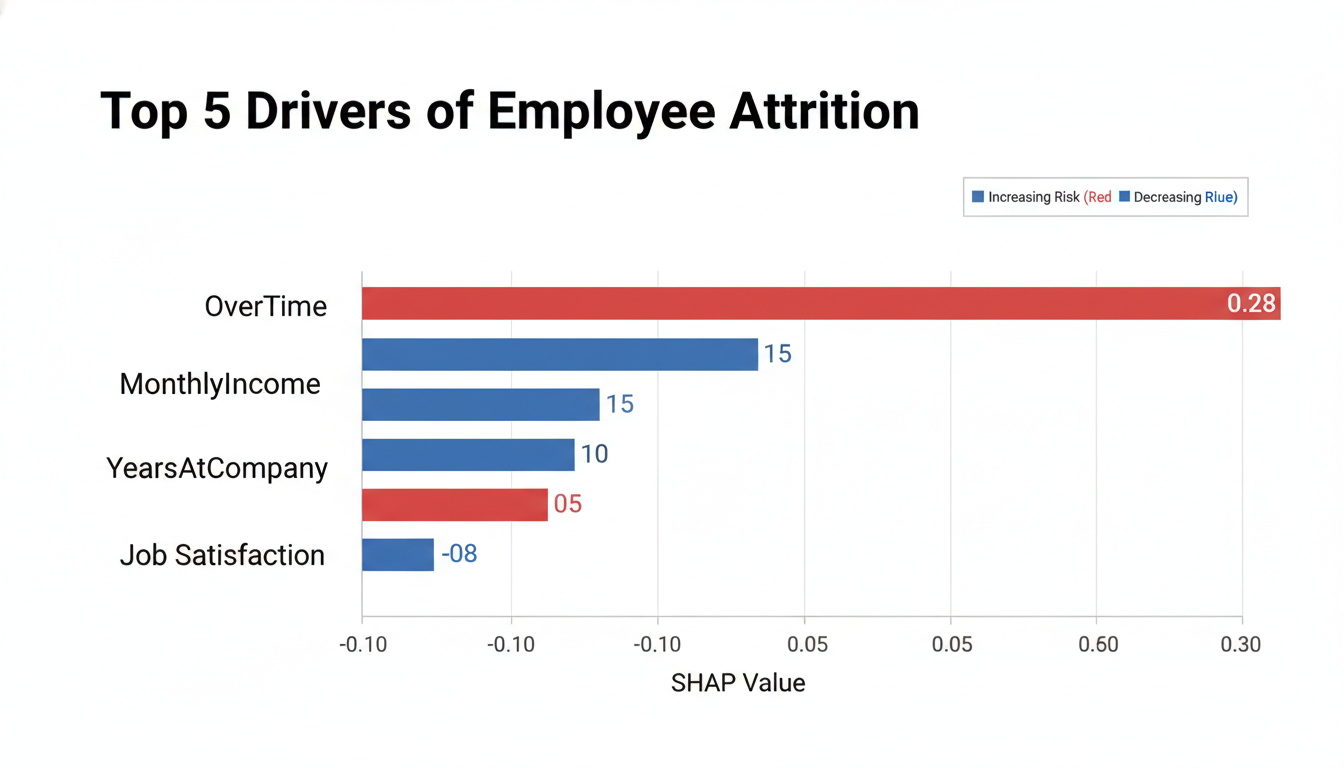 Top 5 Drivers of Employee Attrition
Increasing Risk (Red Decreasing Rlue)
OverTime
0.28
15
MonthlyIncome
15
10
YearsAtCompany
05
Job Satisfaction
-08
-0.10 -0.10 -0.10 0.05 0.05 0.60 0.30
SHAP Value